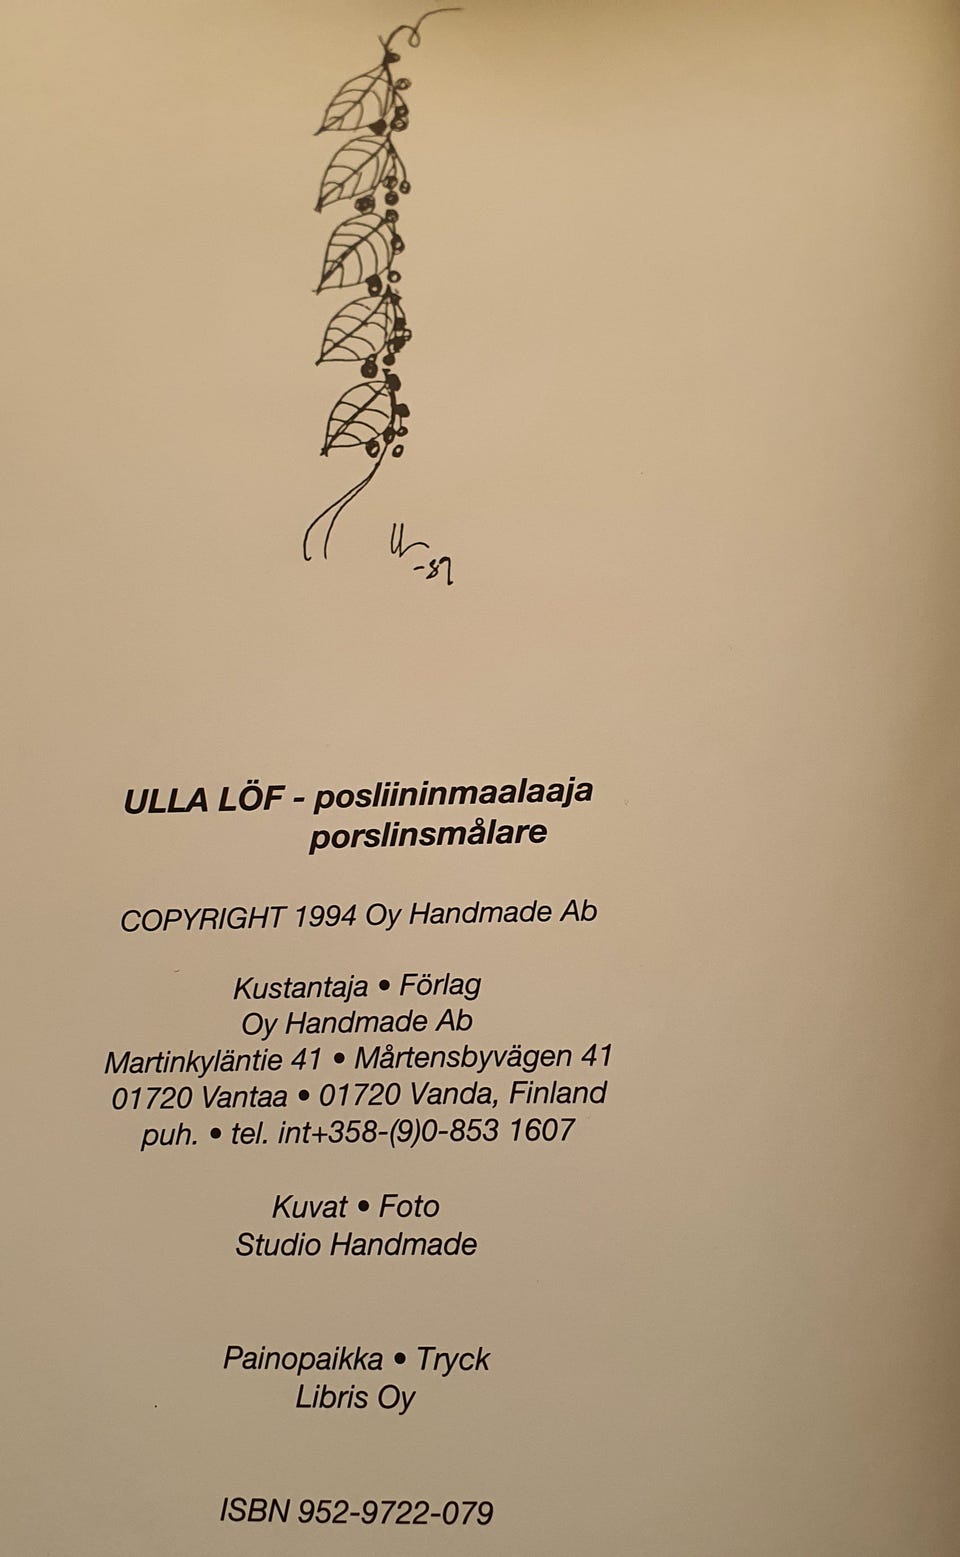 -87
ULLA LÖF - posliininmaalaaja
porslinsmålare
COPYRIGHT 1994 Oy Handmade Ab
Kustantaja • Förlag
Oy Handmade Ab
Martinkyläntie 41 • Mårtensbyvägen 41
01720 Vantaa • 01720 Vanda, Finland
puh. • tel. int+358-(9)0-853 1607
Kuvat • Foto
Studio Handmade
Painopaikka • Tryck
Libris Oy
ISBN 952-9722-079